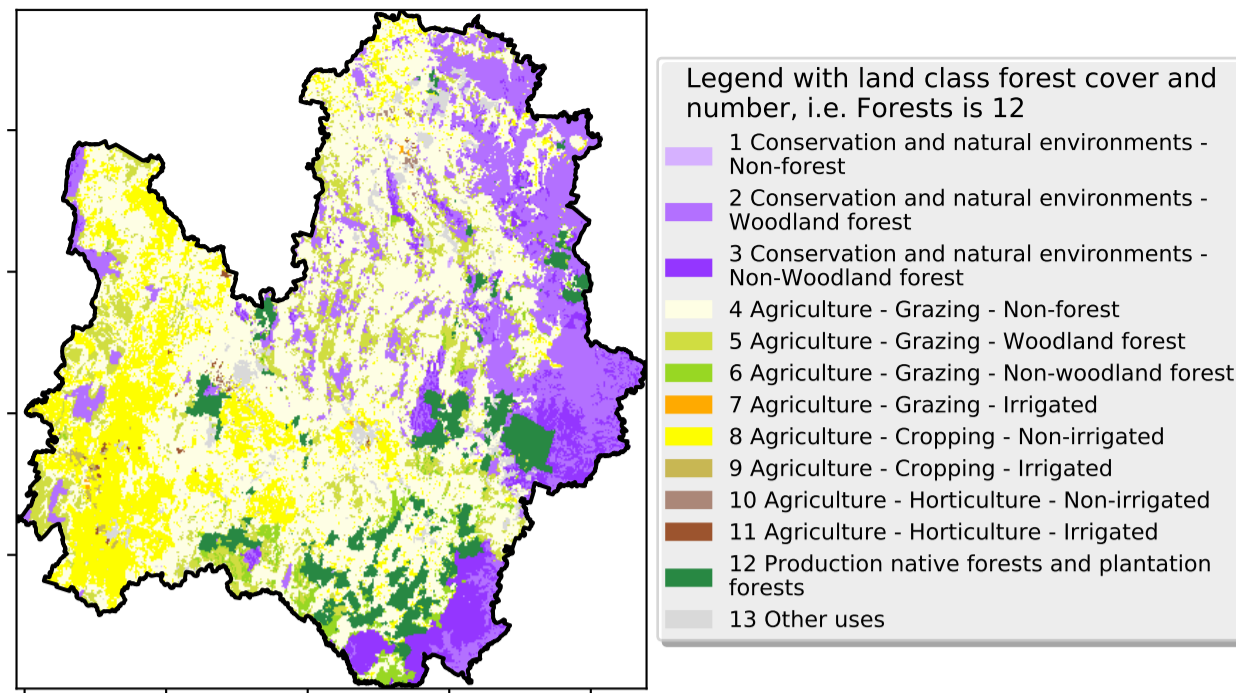 Legend with land class forest cover and
number, i.e. Forests is 12
1 Conservation and natural environments -
Non-forest
2 Conservation and natural environments -
Woodland forest
3 Conservation and natural environments -
Non-Woodland forest
4 Agriculture - Grazing - Non-forest
5 Agriculture - Grazing - Woodland forest
6 Agriculture - Grazing - Non-woodland forest
7 Agriculture - Grazing - Irrigated
8 Agriculture - Cropping - Non-irrigated
9 Agriculture - Cropping - Irrigated
10 Agriculture - Horticulture - Non-irrigated
11 Agriculture - Horticulture - Irrigated
12 Production native forests and plantation
forests
13 Other uses